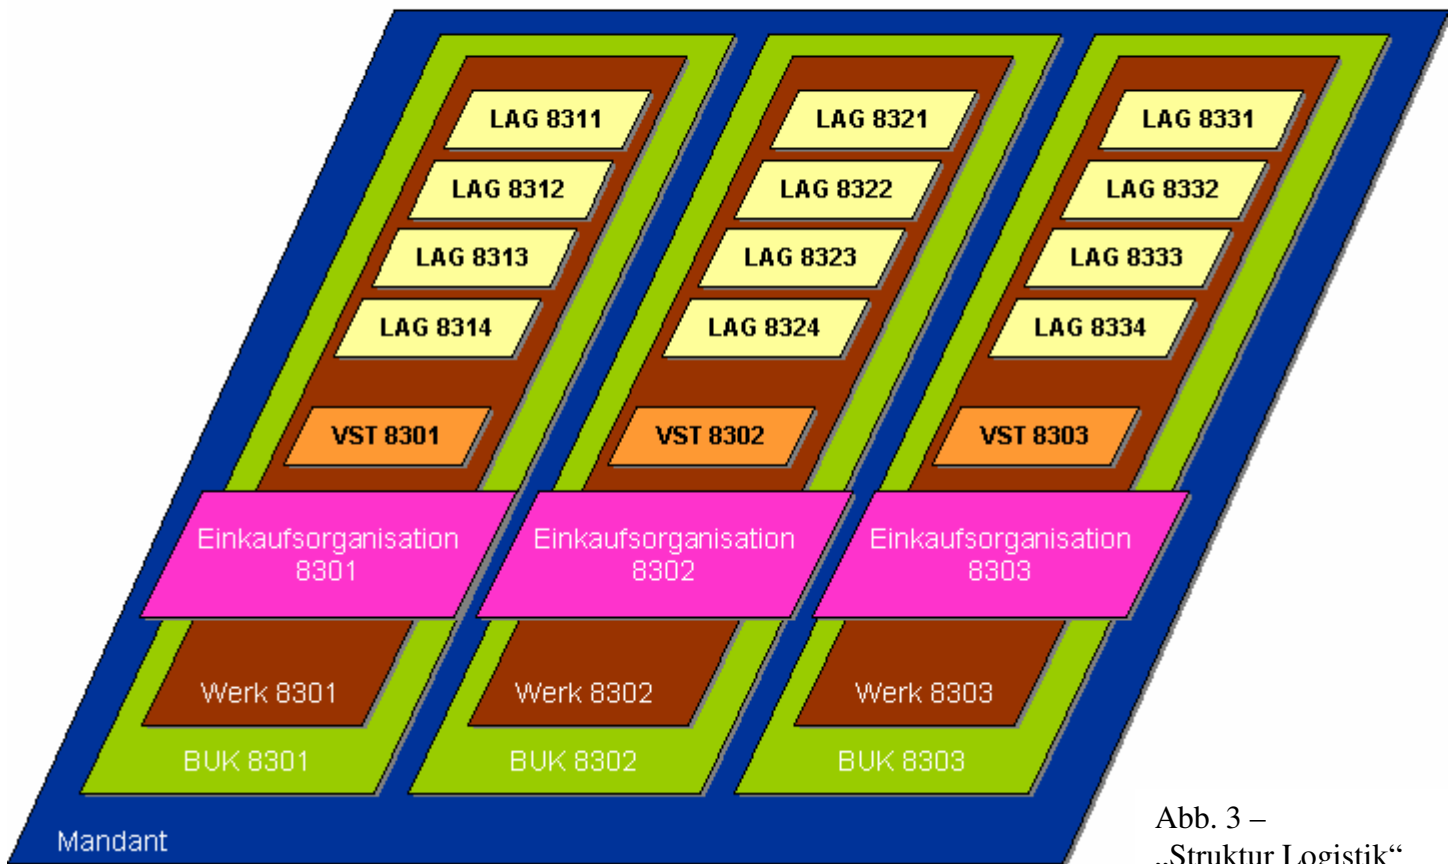 LAG 8311
LAG 8321
LAG 8331
LAG 8312
LAG 8322
LAG 8332
LAG 8313
LAG 8323
LAG 8333
LAG 8314
LAG 8324
LAG 8334
VST 8301
VST 8302
VST 8303
Einkaufsorganisation
8301
Einkaufsorganisation
8302
Einkaufsorganisation
8303
Werk 8301
Werk 8302
Werk 8303
BUK 8301
BUK 8302
BUK 8303
Mandant
Abb. 3 –
„Struktur Logistik“